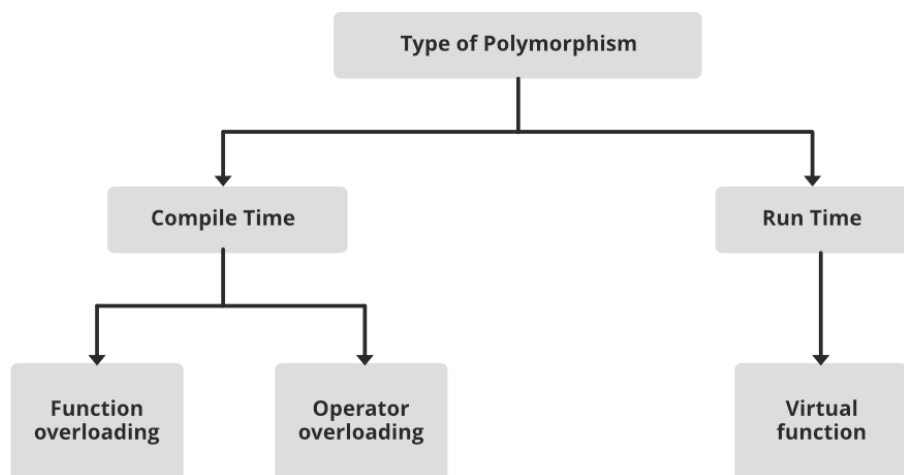 Type of Polymorphism
Compile Time
Run Time
Function
overloading
Operator
overloading
Virtual
function